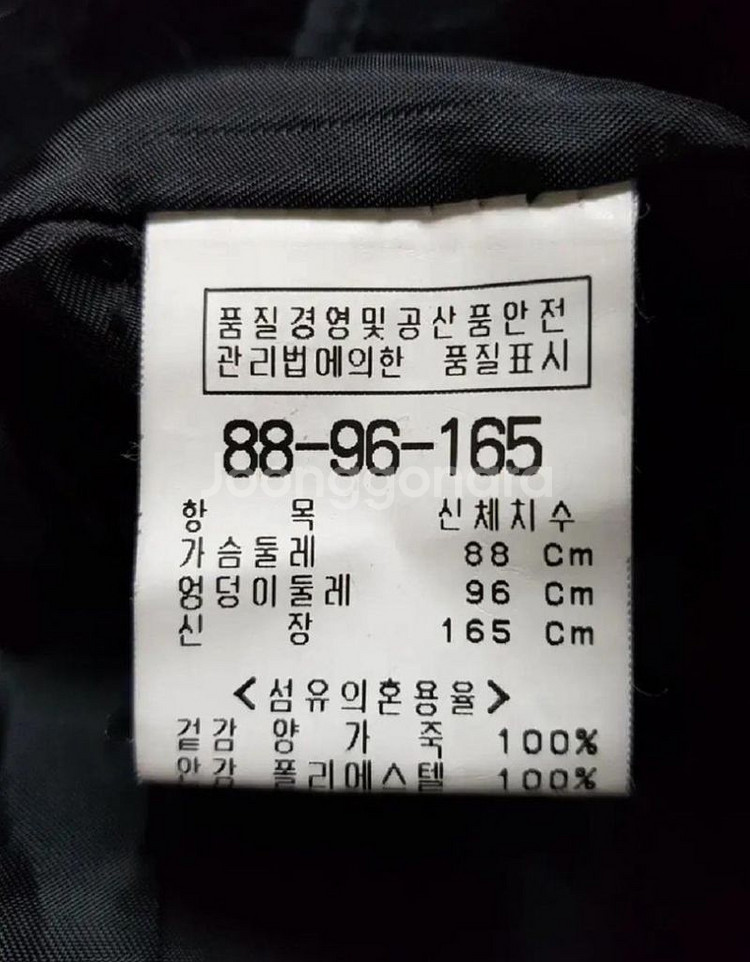 품질경영및공산품안전
관리법에의한 품질표시
88-96-165
Joonggonara
항 목 신체치수
가슴둘레 88 Cm
엉덩이둘레 96 Cm
신 장 165 Cm
<섬유의혼용율>
겉감 양 가 죽 100%
안감 폴리에스텔 100%